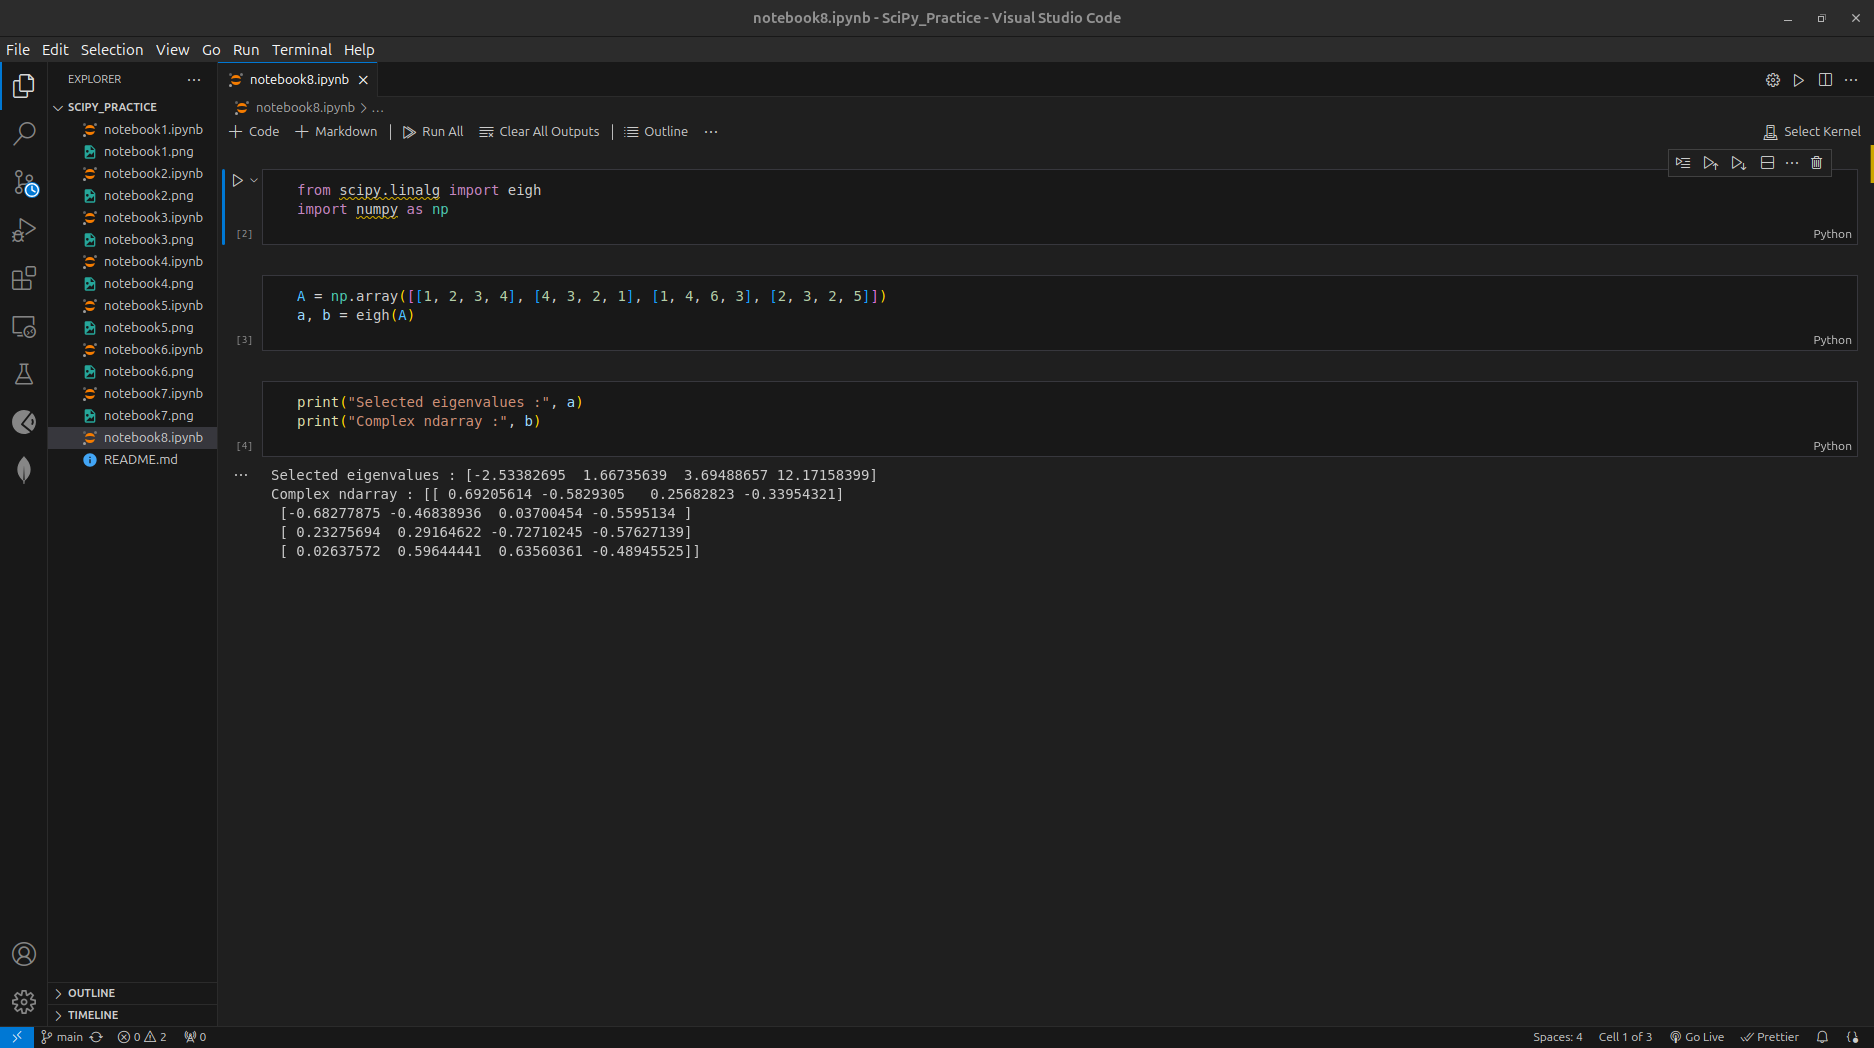 notebook8.ipynb - SciPy_Practice - Visual Studio Code
File Edit Selection View Go Run Terminal Help
EXPLORER
SCIPY_PRACTICE
notebook1.ipynb
notebook1.png
notebook2.ipynb
notebook2.png
notebook3.ipynb
notebook3.png
notebook4.ipynb
notebook4.png
notebook5.ipynb
notebook5.png
notebook6.ipynb
notebook6.png
notebook7.ipynb
notebook7.png
notebook8.ipynb
README.md
OUTLINE
TIMELINE
notebook8.ipynb
notebook8.ipynb > ...
+ Code + Markdown | Run All Clear All Outputs | Outline ... Select Kernel
from scipy.linalg import eigh
import numpy as np
[2] Python
A = np.array([[1, 2, 3, 4], [4, 3, 2, 1], [1, 4, 6, 3], [2, 3, 2, 5]])
a, b = eigh(A)
[3] Python
print("Selected eigenvalues :", a)
print("Complex ndarray :", b)
[4] Python
Selected eigenvalues : [-2.53382695  1.66735639  3.69488657 12.17158399]
Complex ndarray : [[ 0.69205614 -0.5829305   0.25682823 -0.33954321]
[-0.68277875 -0.46838936  0.03700454 -0.5595134 ]
[ 0.23275694  0.29164622 -0.72710245 -0.57627139]
[ 0.02637572  0.59644441  0.63560361 -0.48945525]]
main 0 2 0 Spaces: 4 Cell 1 of 3 Go Live Prettier